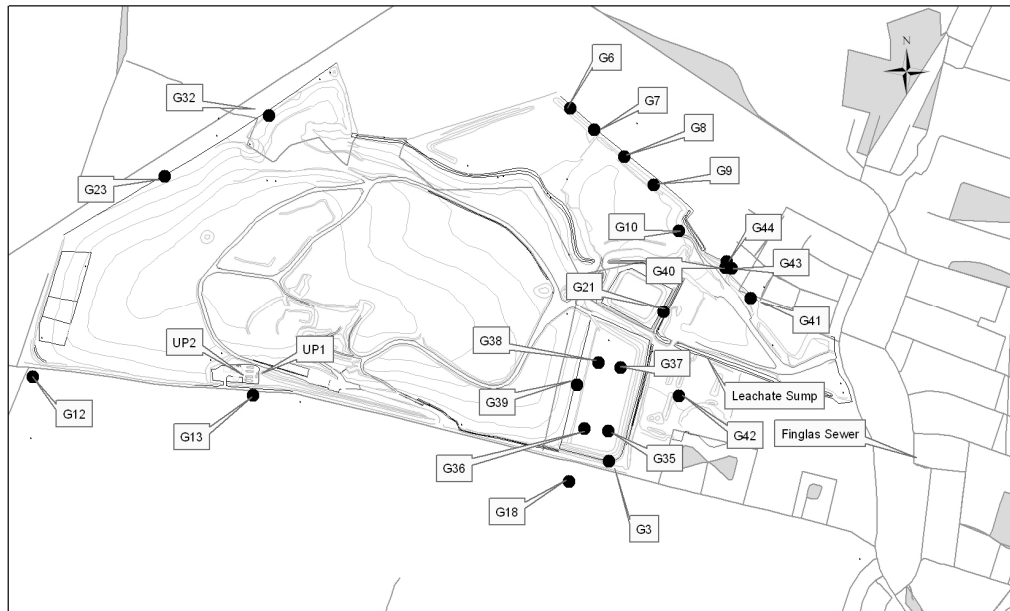 N
G6
G7
G32
G8
G23
G9
G10
G44
G40
G43
G21
G41
G38
G37
UP2
UP1
G39
Leachate Sump
G12
G13
G42
Finglas Sewer
G36
G35
G18
G3